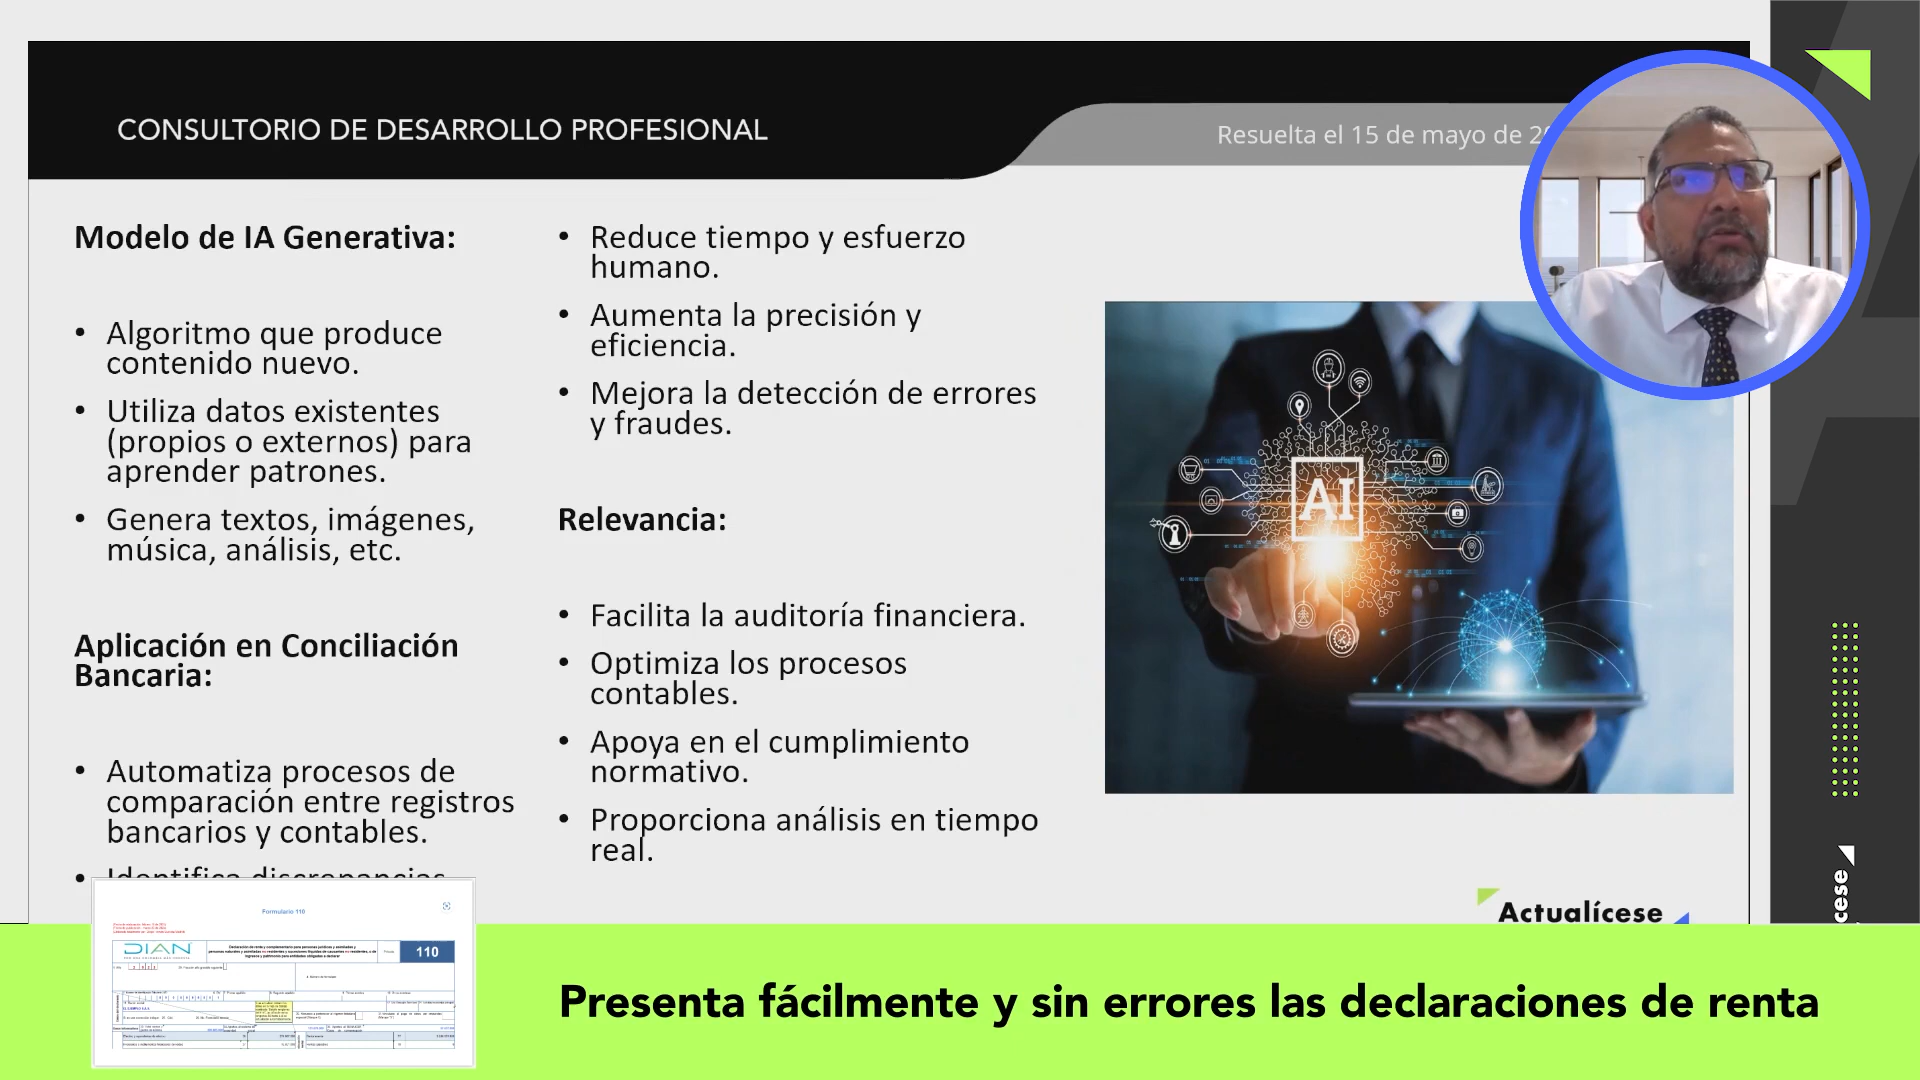 CONSULTORIO DE DESARROLLO PROFESIONAL
Resuelta el 15 de mayo de
Modelo de IA Generativa:
• Algoritmo que produce
contenido nuevo.
• Utiliza datos existentes
(propios o externos) para
aprender patrones.
• Genera textos, imágenes,
música, análisis, etc.
Aplicación en Conciliación
Bancaria:
• Automatiza procesos de
comparación entre registros
bancarios y contables.
• Identifica discrepancias
• Reduce tiempo y esfuerzo
humano.
• Aumenta la precisión y
eficiencia.
• Mejora la detección de errores
y fraudes.
Relevancia:
• Facilita la auditoría financiera.
• Optimiza los procesos
contables.
• Apoya en el cumplimiento
normativo.
• Proporciona análisis en tiempo
real.
AI
Actualícese
Formulario 110
DIAN
110
Presenta fácilmente y sin errores las declaraciones de renta